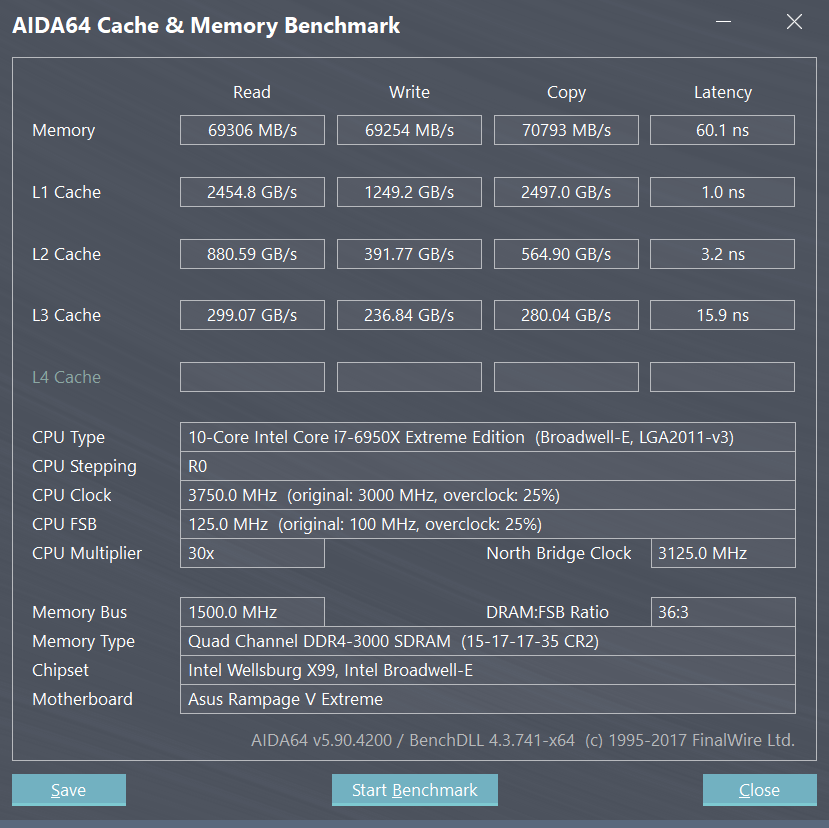 AIDA64 Cache & Memory Benchmark
Read Write Copy Latency
Memory 69306 MB/s 69254 MB/s 70793 MB/s 60.1 ns
L1 Cache 2454.8 GB/s 1249.2 GB/s 2497.0 GB/s 1.0 ns
L2 Cache 880.59 GB/s 391.77 GB/s 564.90 GB/s 3.2 ns
L3 Cache 299.07 GB/s 236.84 GB/s 280.04 GB/s 15.9 ns
L4 Cache
CPU Type 10-Core Intel Core i7-6950X Extreme Edition (Broadwell-E, LGA2011-v3)
CPU Stepping R0
CPU Clock 3750.0 MHz (original: 3000 MHz, overclock: 25%)
CPU FSB 125.0 MHz (original: 100 MHz, overclock: 25%)
CPU Multiplier 30x North Bridge Clock 3125.0 MHz
Memory Bus 1500.0 MHz DRAM:FSB Ratio 36:3
Memory Type Quad Channel DDR4-3000 SDRAM (15-17-17-35 CR2)
Chipset Intel Wellsburg X99, Intel Broadwell-E
Motherboard Asus Rampage V Extreme
AIDA64 v5.90.4200 / BenchDLL 4.3.741-x64 (c) 1995-2017 FinalWire Ltd.
Save Start Benchmark Close